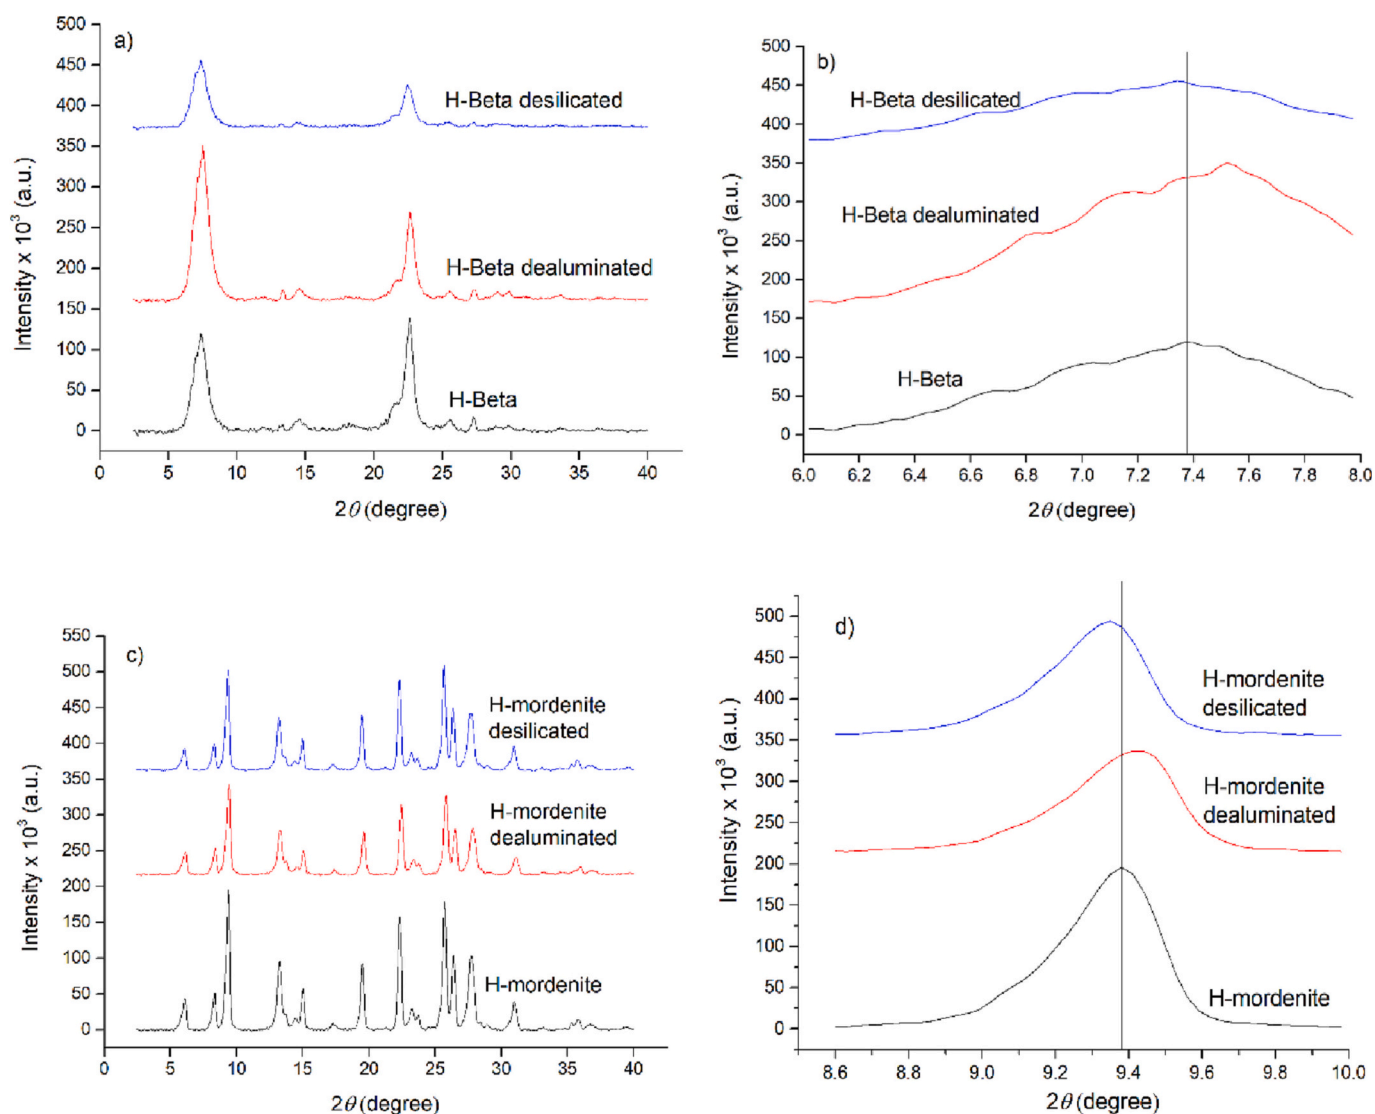 a)
500
450
400
350
300
250
200
150
100
50
0
Intensity x 10³ (a.u.)
H-Beta desilicated
H-Beta dealuminated
H-Beta
0 5 10 15 20 25 30 35 40
2θ (degree)
b)
500
450
400
350
300
250
200
150
100
50
0
Intensity x 10³ (a.u.)
H-Beta desilicated
H-Beta dealuminated
H-Beta
6.0 6.2 6.4 6.6 6.8 7.0 7.2 7.4 7.6 7.8 8.0
2θ (degree)
c)
550
500
450
400
350
300
250
200
150
100
50
0
Intensity x 10³ (a.u.)
H-mordenite
desilicated
H-mordenite
dealuminated
H-mordenite
0 5 10 15 20 25 30 35 40
2θ (degree)
d)
500
450
400
350
300
250
200
150
100
50
0
Intensity x 10³ (a.u.)
H-mordenite
desilicated
H-mordenite
dealuminated
H-mordenite
8.6 8.8 9.0 9.2 9.4 9.6 9.8 10.0
2θ (degree)